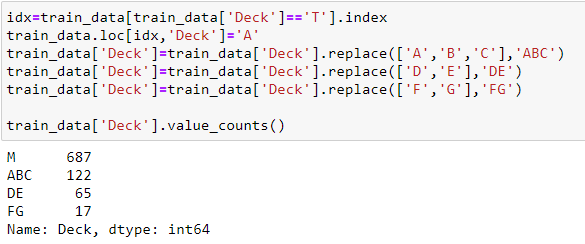 idx=train_data[train_data['Deck']=='T'].index
train_data.loc[idx,'Deck']='A'
train_data['Deck']=train_data['Deck'].replace(['A','B','C'],'ABC')
train_data['Deck']=train_data['Deck'].replace(['D','E'],'DE')
train_data['Deck']=train_data['Deck'].replace(['F','G'],'FG')

train_data['Deck'].value_counts()
M      687
ABC    122
DE      65
FG      17
Name: Deck, dtype: int64